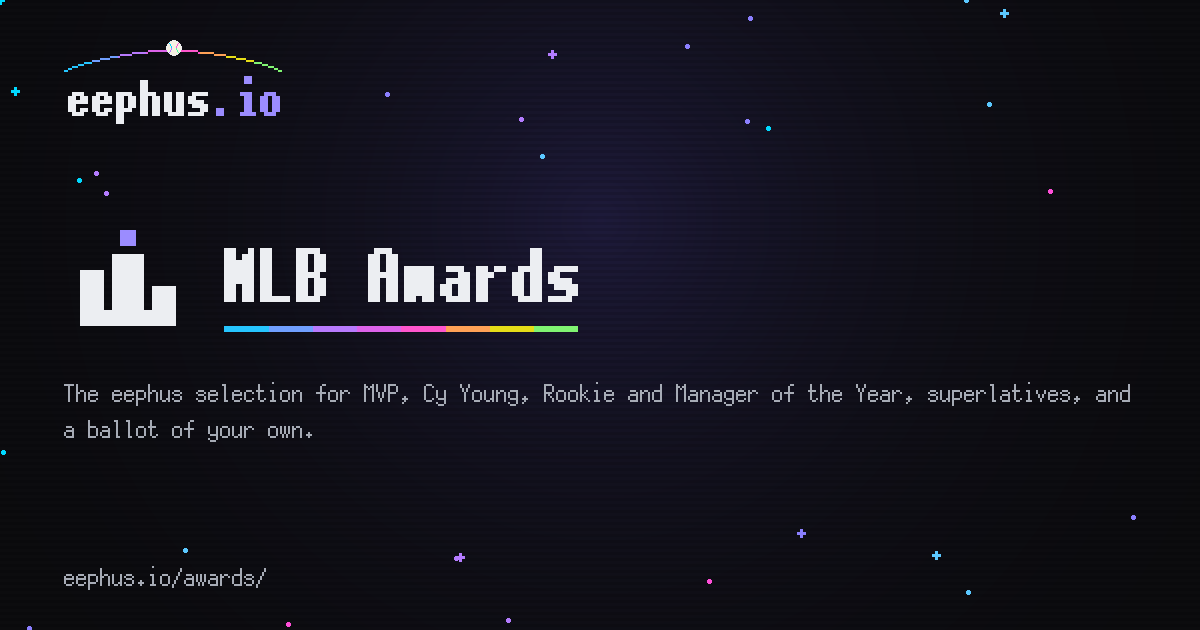 eephus.io
MLB Awards
The eephus selection for MVP, Cy Young, Rookie and Manager of the Year, superlatives, and
a ballot of your own.
eephus.io/awards/